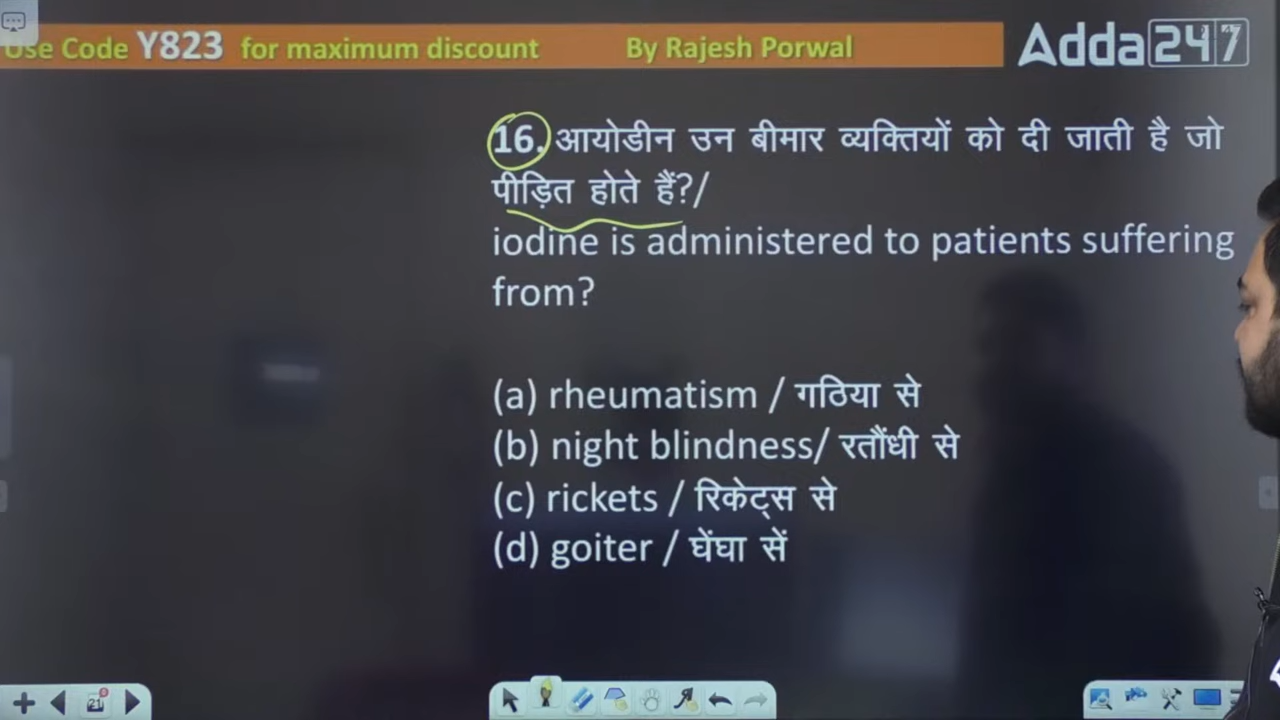 Use Code Y823 for maximum discount By Rajesh Porwal Adda247
16. आयोडीन उन बीमार व्यक्तियों को दी जाती है जो
पीड़ित होते हैं?/
iodine is administered to patients suffering
from?
(a) rheumatism / गठिया से
(b) night blindness/ रतौंधी से
(c) rickets / रिकेट्स से
(d) goiter / घेंघा सें
21